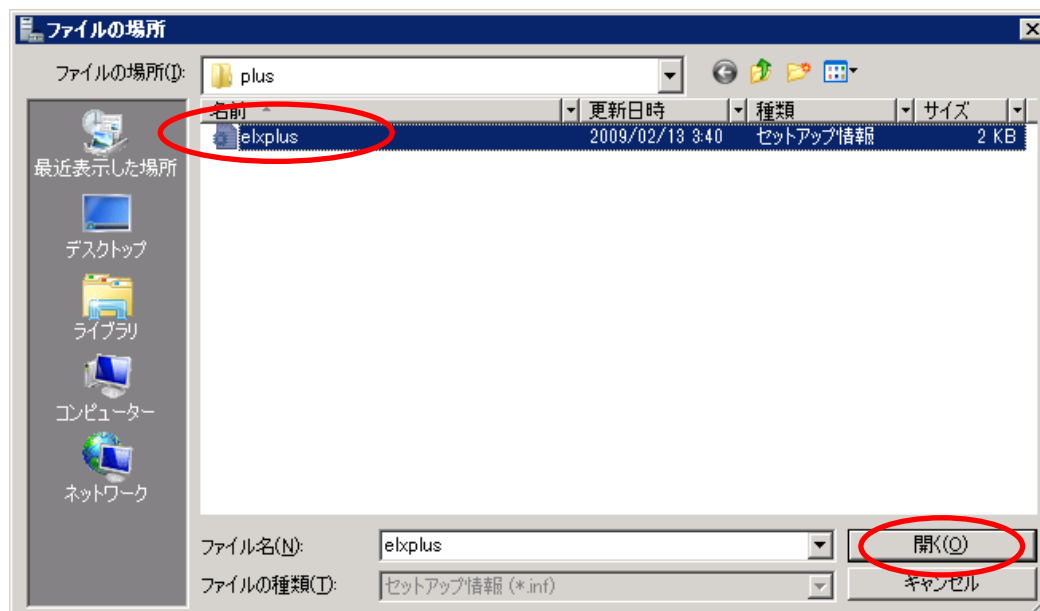 ファイルの場所
ファイルの場所(I):
plus
名前
更新日時
種類
サイズ
elxplus
2009/02/13 3:40
セットアップ情報
2 KB
最近表示した場所
デスクトップ
ライブラリ
コンピューター
ネットワーク
ファイル名(N):
elxplus
開く(O)
ファイルの種類(T):
セットアップ情報 (*.inf)
キャンセル